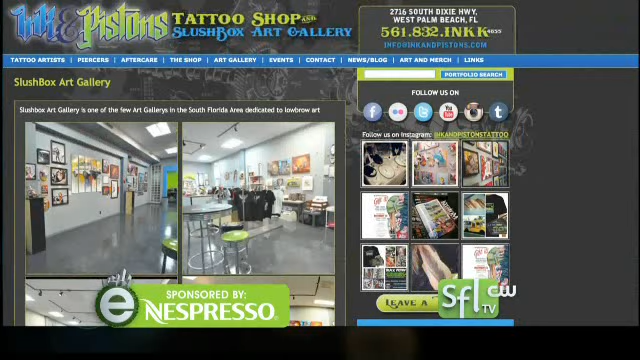 Ink & Pistons TATTOO SHOP AND
SLUSHBOX ART GALLERY
2716 SOUTH DIXIE HWY,
WEST PALM BEACH, FL
561.832.INKK 4655
INFO@INKANDPISTONS.COM
TATTOO ARTISTS | PIERCERS | AFTERCARE | THE SHOP | ART GALLERY | EVENTS | CONTACT | NEWS/BLOG | ART AND MERCH | LINKS
SlushBox Art Gallery
PORTFOLIO SEARCH
Slushbox Art Gallery is one of the few Art Gallerys in the South Florida Area dedicated to lowbrow art
FOLLOW US ON
You Tube
Follow us on Instagram: INKANDPISTONSTATTOO
LEAVE A
e SPONSORED BY:
NESPRESSO®
Sfl CW
TV